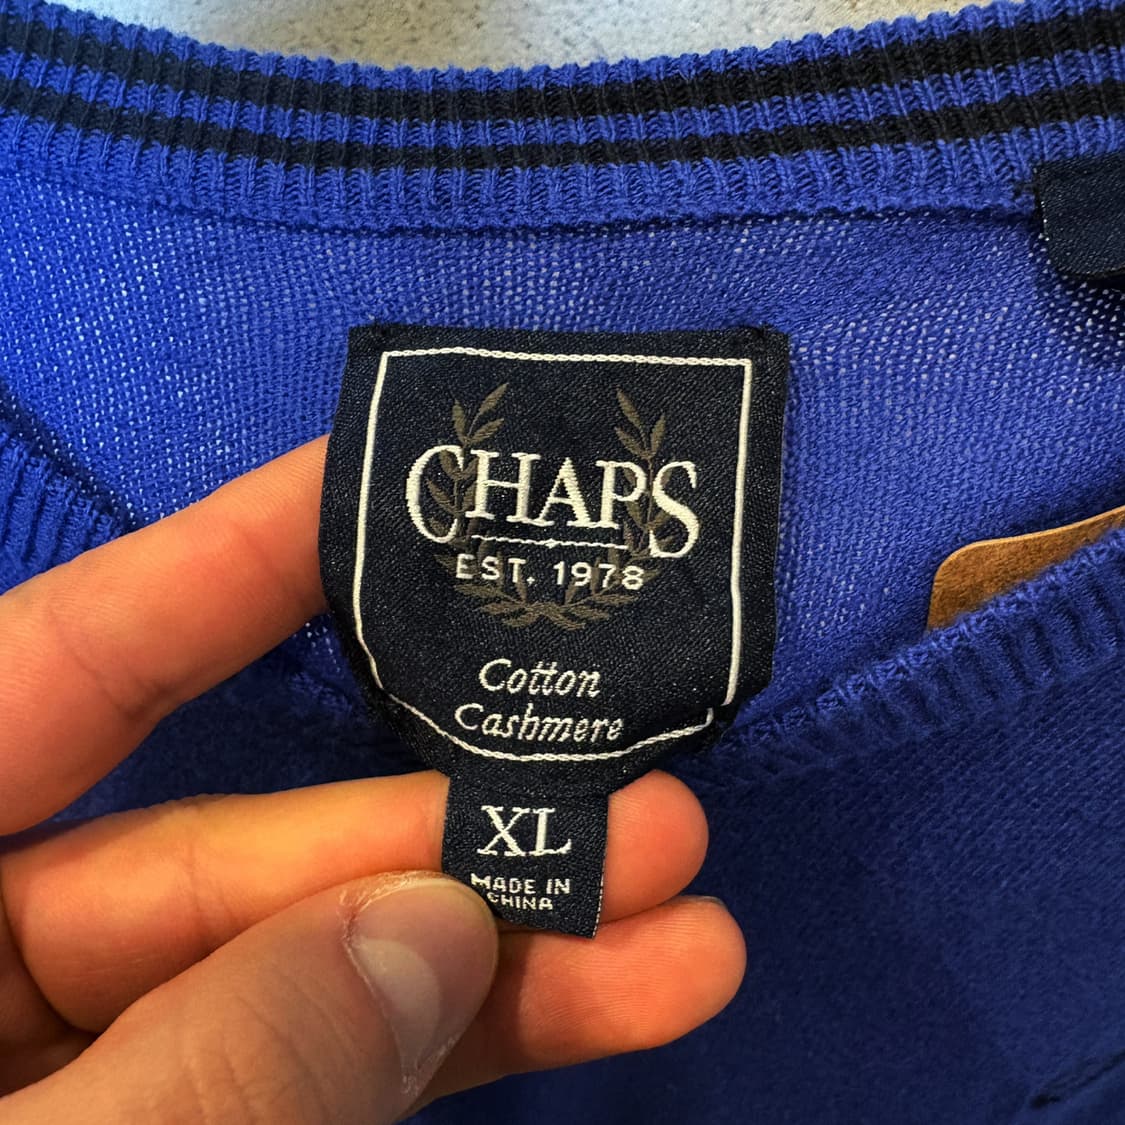 CHAPS
EST. 1978
Cotton
Cashmere
XL
MADE IN
CHINA